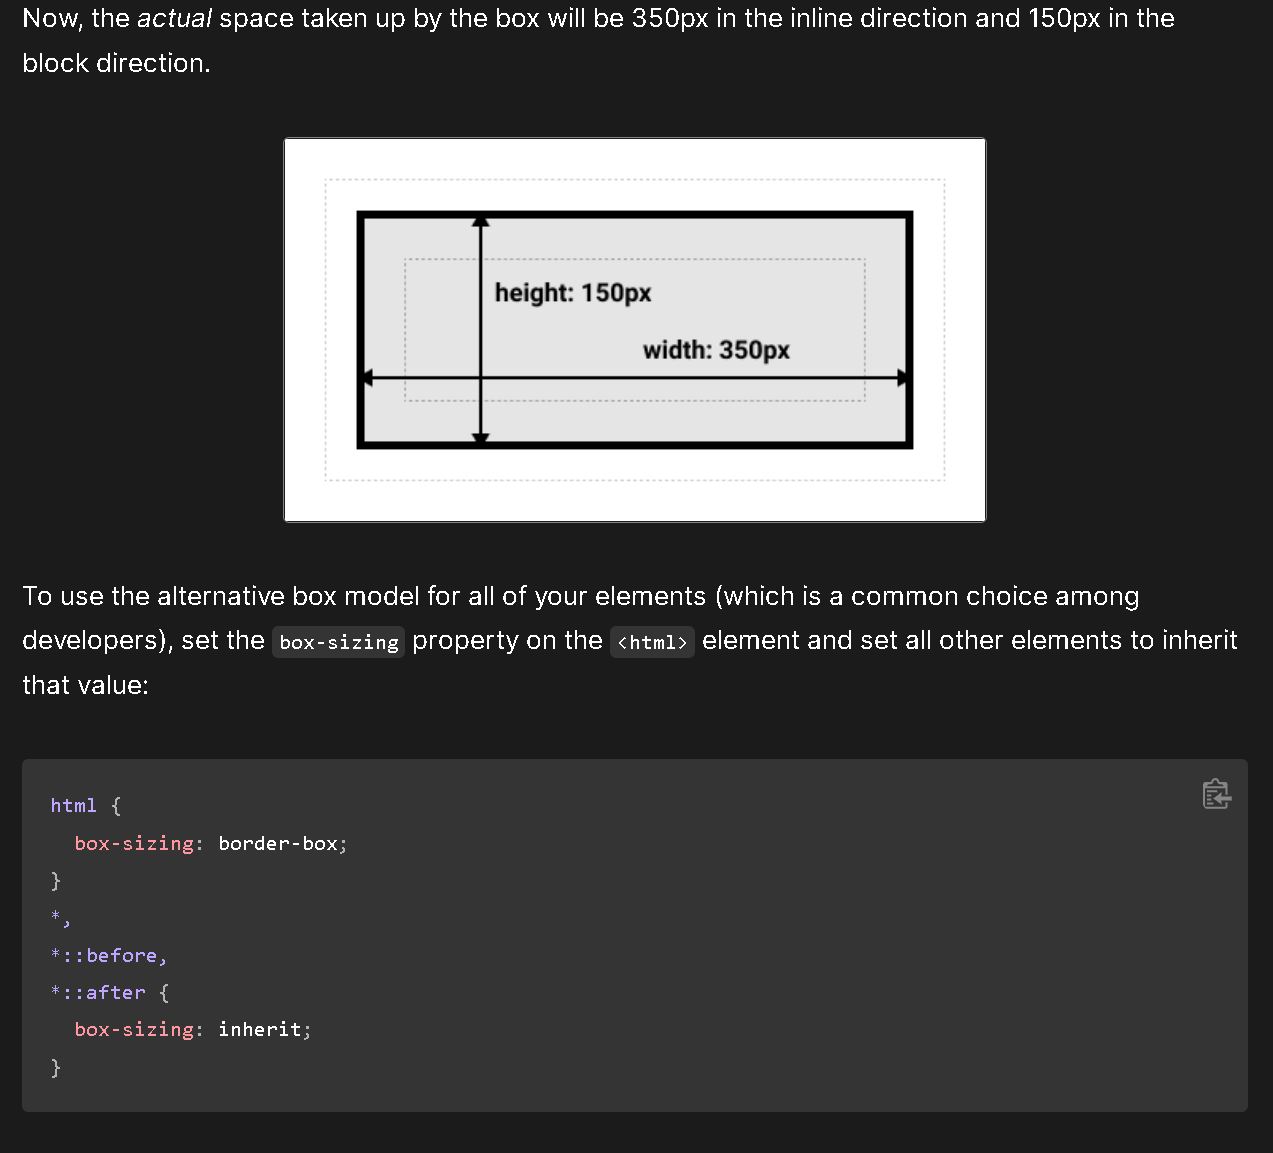 Now, the actual space taken up by the box will be 350px in the inline direction and 150px in the
block direction.
height: 150px
width: 350px
To use the alternative box model for all of your elements (which is a common choice among
developers), set the box-sizing property on the <html> element and set all other elements to inherit
that value:
html {
  box-sizing: border-box;
}
*,
*::before,
*::after {
  box-sizing: inherit;
}